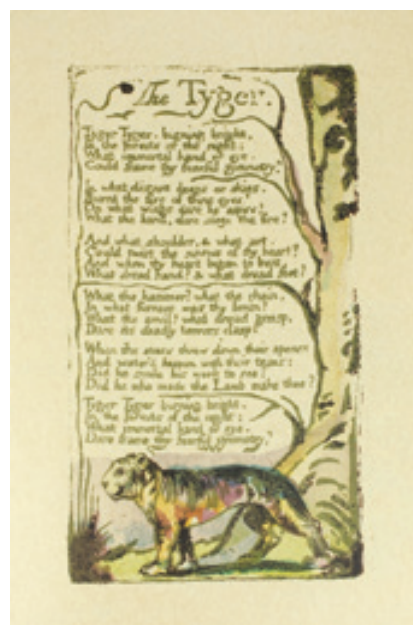 The Tyger.
Tyger Tyger, burning bright,
In the forests of the night;
What immortal hand or eye,
Could frame thy fearful symmetry?
In what distant deeps or skies,
Burnt the fire of thine eyes?
On what wings dare he aspire?
What the hand, dare sieze the fire?
And what shoulder, & what art,
Could twist the sinews of thy heart?
And when thy heart began to beat,
What dread hand? & what dread feet?
What the hammer? what the chain,
In what furnace was thy brain?
What the anvil? what dread grasp,
Dare its deadly terrors clasp!
When the stars threw down their spears
And water'd heaven with their tears:
Did he smile his work to see?
Did he who made the Lamb make thee?
Tyger Tyger burning bright,
In the forests of the night:
What immortal hand or eye,
Dare frame thy fearful symmetry?